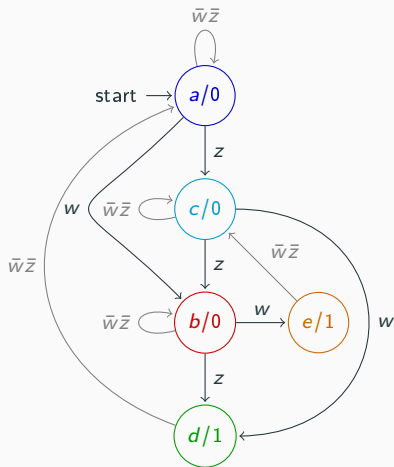 w̄z̄
start a/0
z
w w̄z̄ c/0
z w̄z̄
w̄z̄
w
w̄z̄ b/0 e/1 w
z
d/1